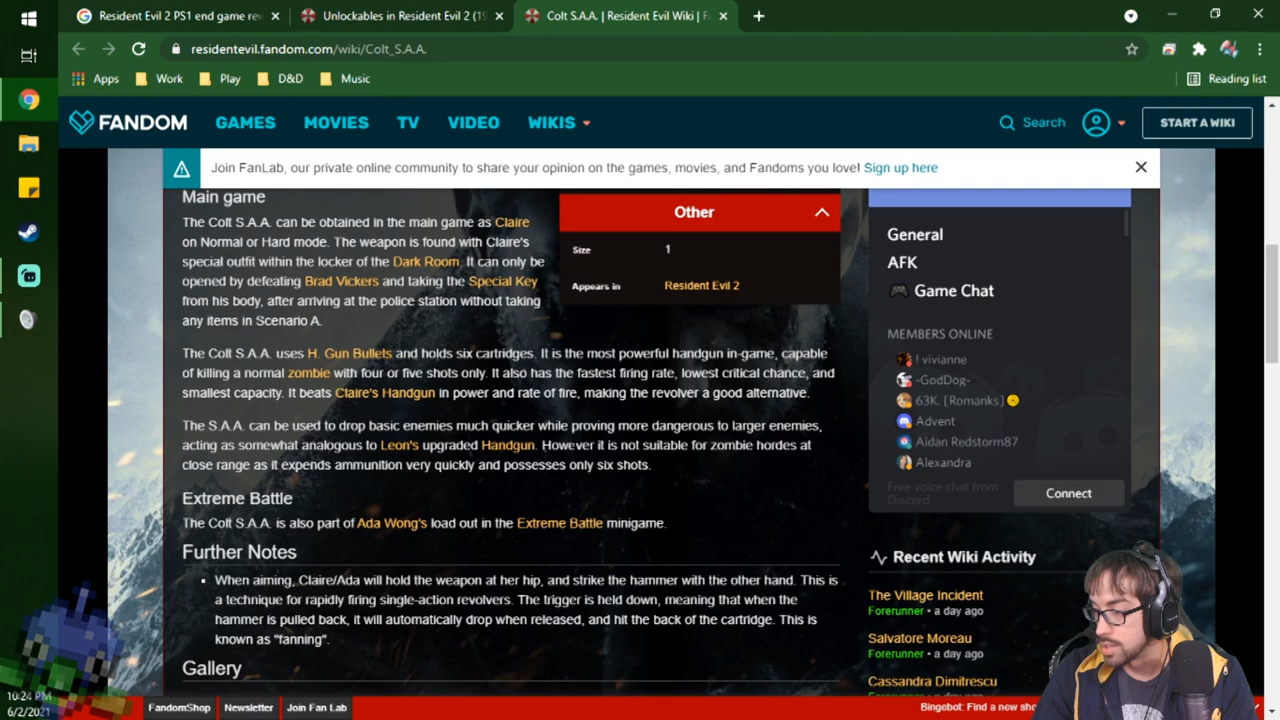 Resident Evil 2 PS1 end game rev
Unlockables in Resident Evil 2 (19
Colt S.A.A. | Resident Evil Wiki | F
residentevil.fandom.com/wiki/Colt_S.A.A.
Apps Work Play D&D Music
Reading list
FANDOM GAMES MOVIES TV VIDEO WIKIS Search START A WIKI
Join FanLab, our private online community to share your opinion on the games, movies, and Fandoms you love! Sign up here
Main game
The Colt S.A.A. can be obtained in the main game as Claire
on Normal or Hard mode. The weapon is found with Claire's
special outfit within the locker of the Dark Room. It can only be
opened by defeating Brad Vickers and taking the Special Key
from his body, after arriving at the police station without taking
any items in Scenario A.
Other
Size 1
Appears in Resident Evil 2
The Colt S.A.A. uses H. Gun Bullets and holds six cartridges. It is the most powerful handgun in-game, capable
of killing a normal zombie with four or five shots only. It also has the fastest firing rate, lowest critical chance, and
smallest capacity. It beats Claire's Handgun in power and rate of fire, making the revolver a good alternative.
The S.A.A. can be used to drop basic enemies much quicker while proving more dangerous to larger enemies,
acting as somewhat analogous to Leon's upgraded Handgun. However it is not suitable for zombie hordes at
close range as it expends ammunition very quickly and possesses only six shots.
Extreme Battle
The Colt S.A.A. is also part of Ada Wong's load out in the Extreme Battle minigame.
Further Notes
When aiming, Claire/Ada will hold the weapon at her hip, and strike the hammer with the other hand. This is
a technique for rapidly firing single-action revolvers. The trigger is held down, meaning that when the
hammer is pulled back, it will automatically drop when released, and hit the back of the cartridge. This is
known as "fanning".
Gallery
General
AFK
Game Chat
MEMBERS ONLINE
! vivianne
-GodDog-
63K. [Romanks]
Advent
Aidan Redstorm87
Alexandra
Free voice chat from
Discord
Connect
Recent Wiki Activity
The Village Incident
Forerunner • a day ago
Salvatore Moreau
Forerunner • a day ago
Cassandra Dimitrescu
FandomShop Newsletter Join Fan Lab
Bingebot: Find a new sho
10:24 PM
6/2/2021